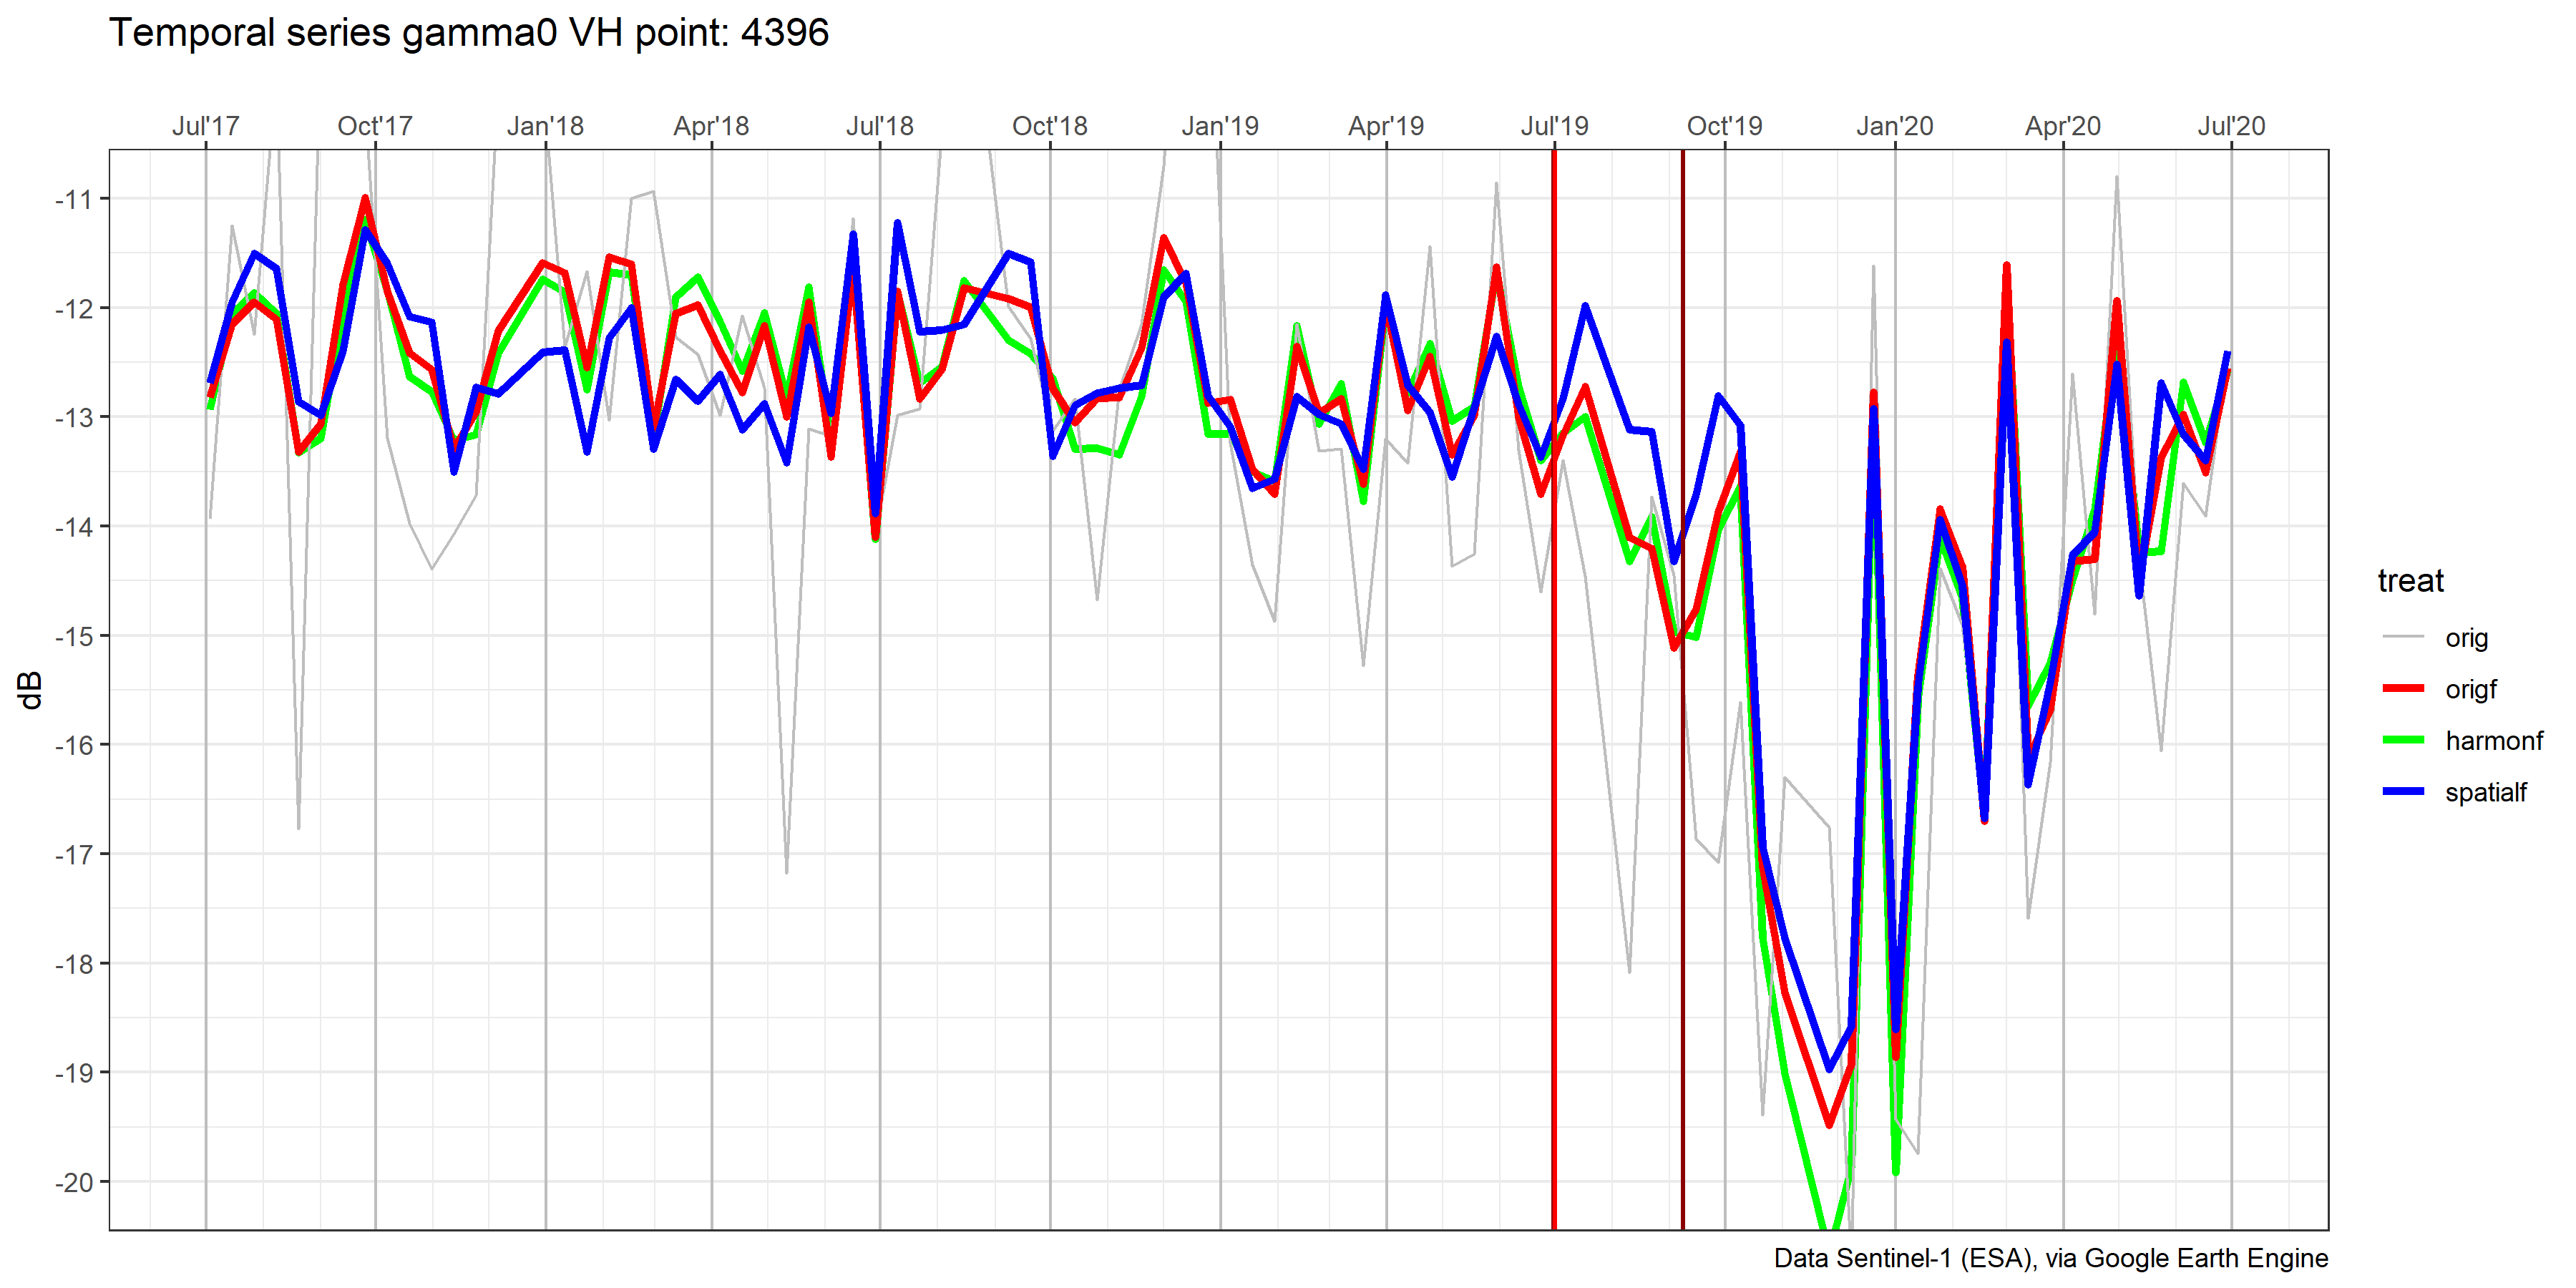 Temporal series gamma0 VH point: 4396
Jul'17 Oct'17 Jan'18 Apr'18 Jul'18 Oct'18 Jan'19 Apr'19 Jul'19 Oct'19 Jan'20 Apr'20 Jul'20
-11
-12
-13
-14
-15
-16
-17
-18
-19
-20
dB
treat
orig
origf
harmonf
spatialf
Data Sentinel-1 (ESA), via Google Earth Engine